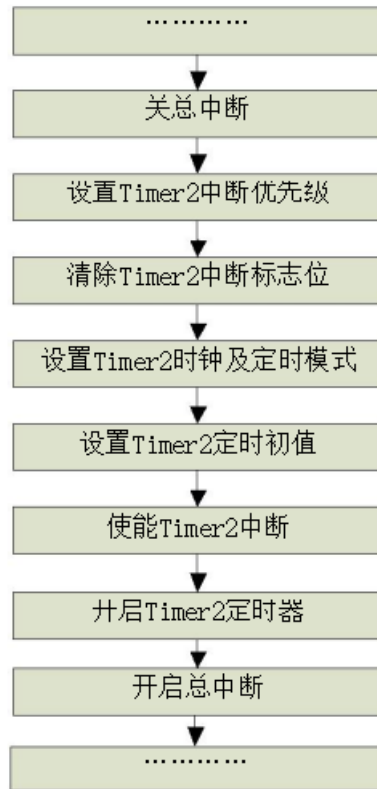 …………
关总中断
设置Timer2中断优先级
清除Timer2中断标志位
设置Timer2时钟及定时模式
设置Timer2定时初值
使能Timer2中断
开启Timer2定时器
开启总中断
…………